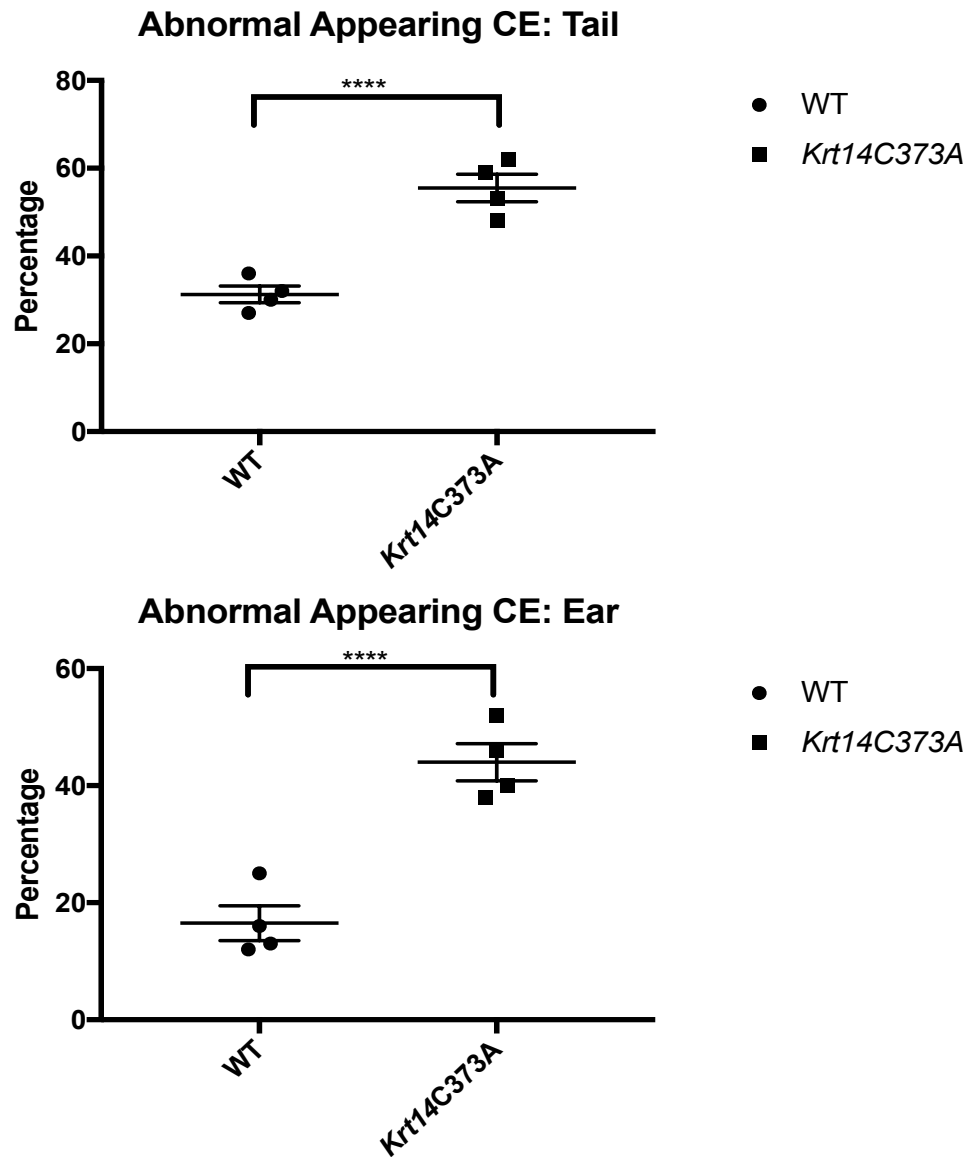 Abnormal Appearing CE: Tail
80
****
WT
Krt14C373A
60
40
20
0
Percentage
WT
Krt14C373A
Abnormal Appearing CE: Ear
60
****
WT
Krt14C373A
40
20
0
Percentage
WT
Krt14C373A